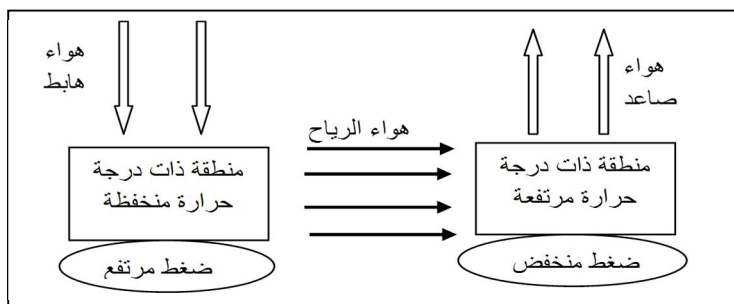 هواء
صاعد
هواء
هابط
هواء الرياح
منطقة ذات درجة
حرارة مرتفعة
منطقة ذات درجة
حرارة منخفظة
ضغط منخفض
ضغط مرتفع